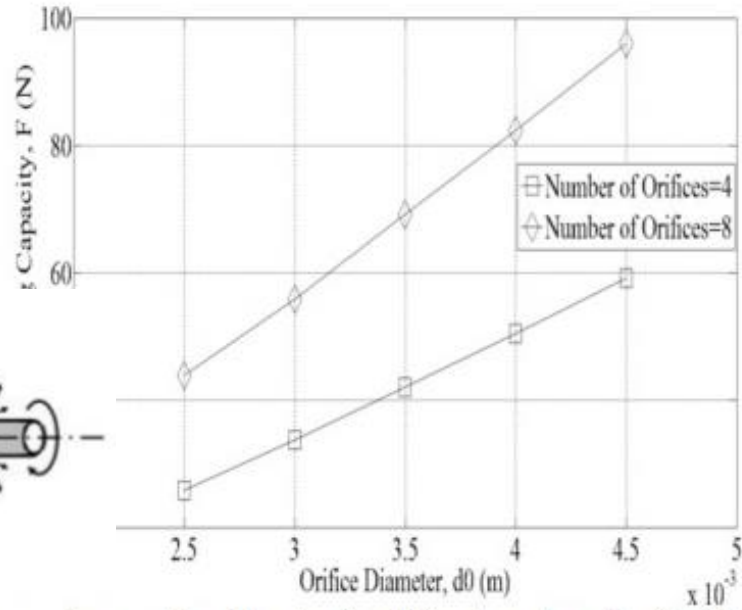 100
80
60
g Capacity, F (N)
Number of Orifices=4
Number of Orifices=8
2.5 3 3.5 4 4.5 5
Orifice Diameter, d0 (m)
x 10⁻³